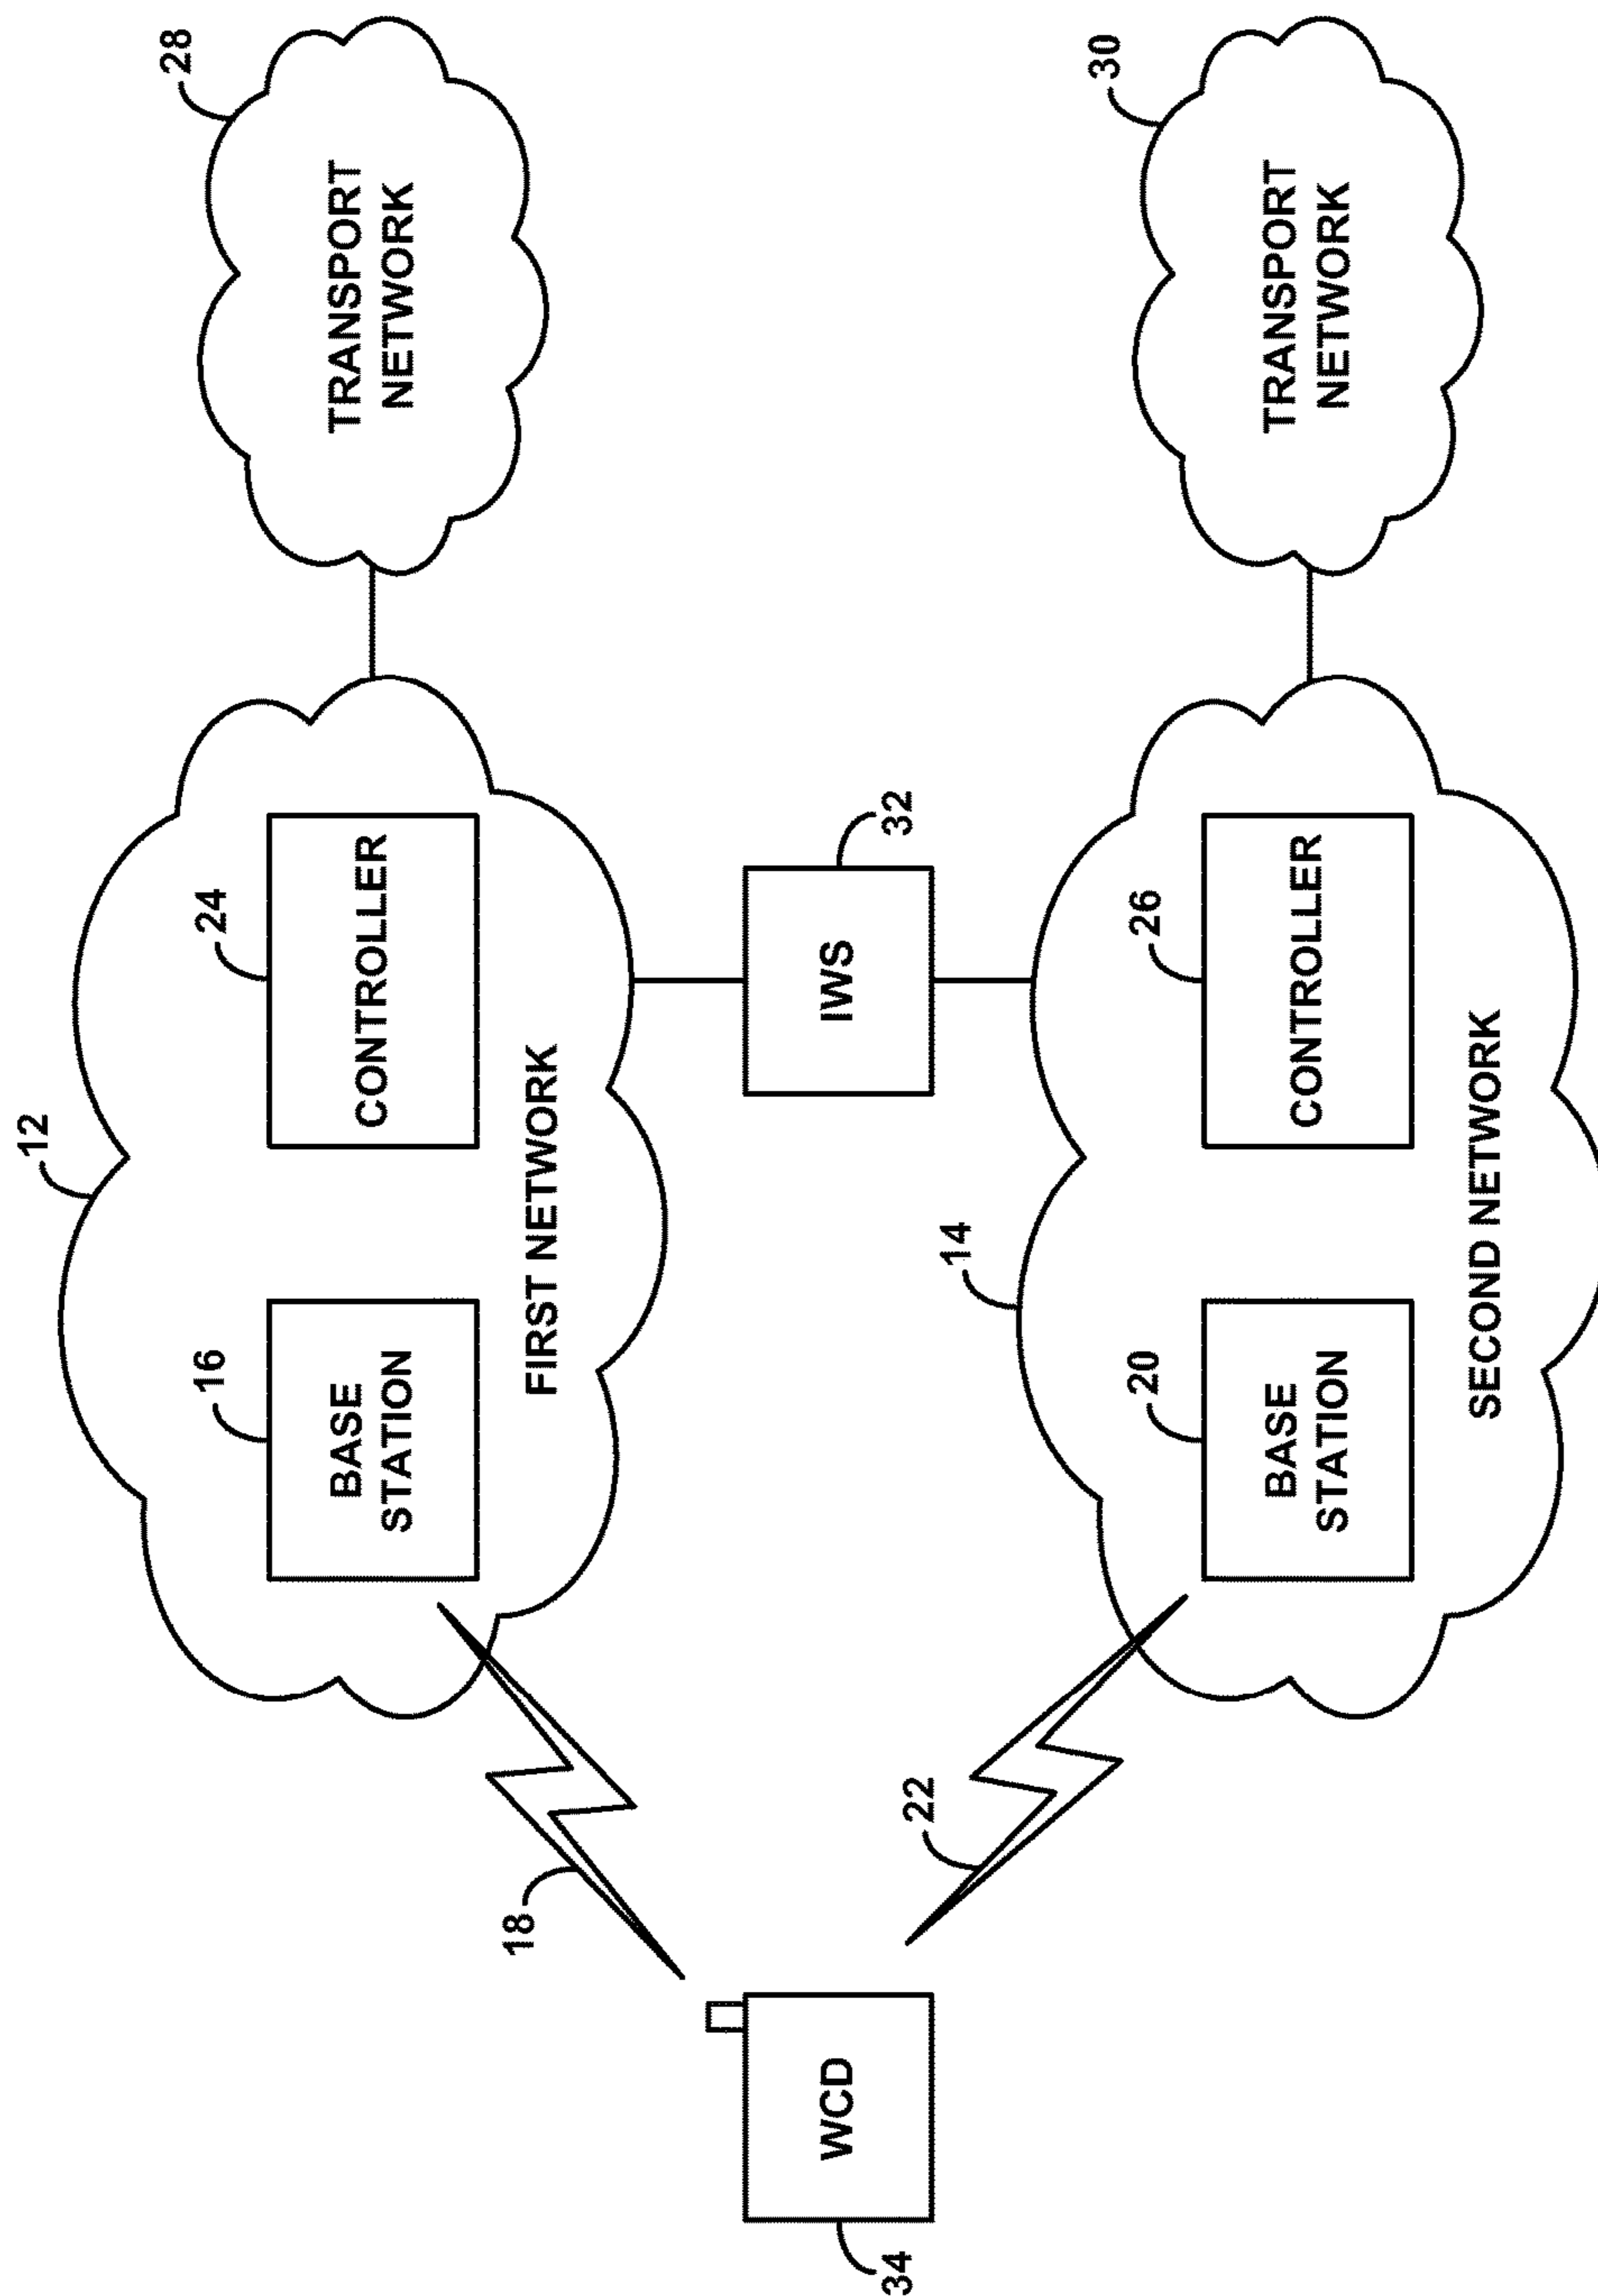 12
24
16
BASE
STATION
CONTROLLER
FIRST NETWORK
28
TRANSPORT
NETWORK
18
34
WCD
IWS
32
22
14
20
26
BASE
STATION
CONTROLLER
SECOND NETWORK
30
TRANSPORT
NETWORK